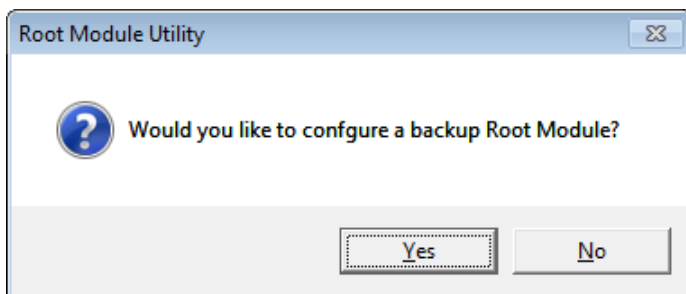 Root Module Utility
Would you like to confgure a backup Root Module?
Yes
No